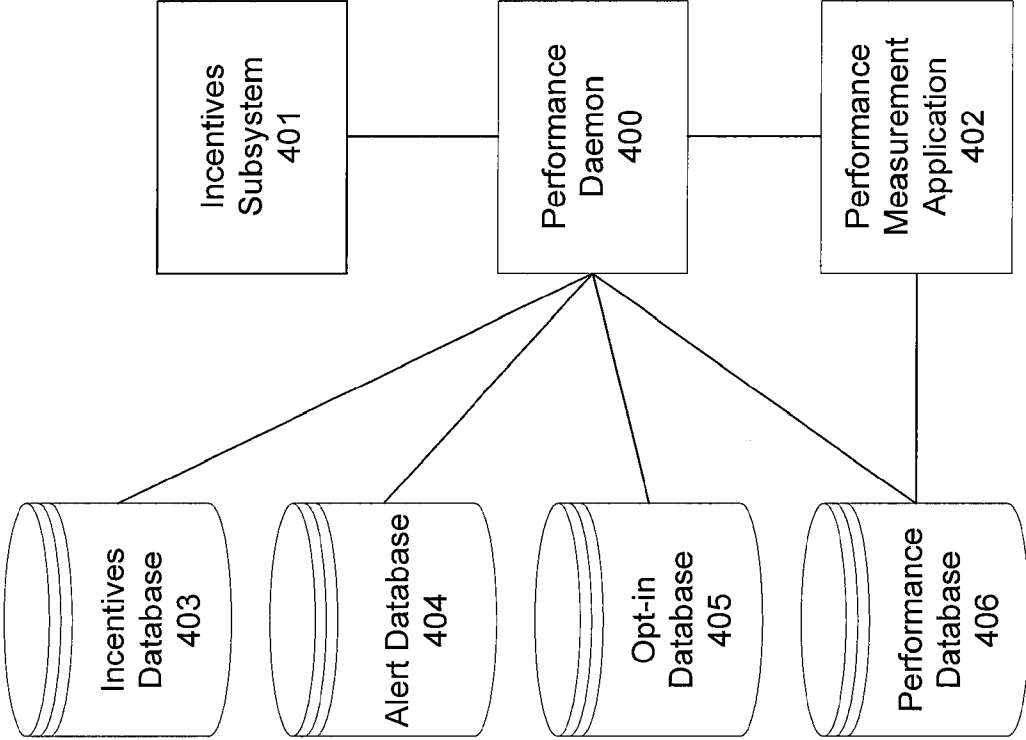 Incentives
Subsystem
401
Performance
Daemon
400
Performance
Measurement
Application
402
Incentives
Database
403
Alert Database
404
Opt-in
Database
405
Performance
Database
406